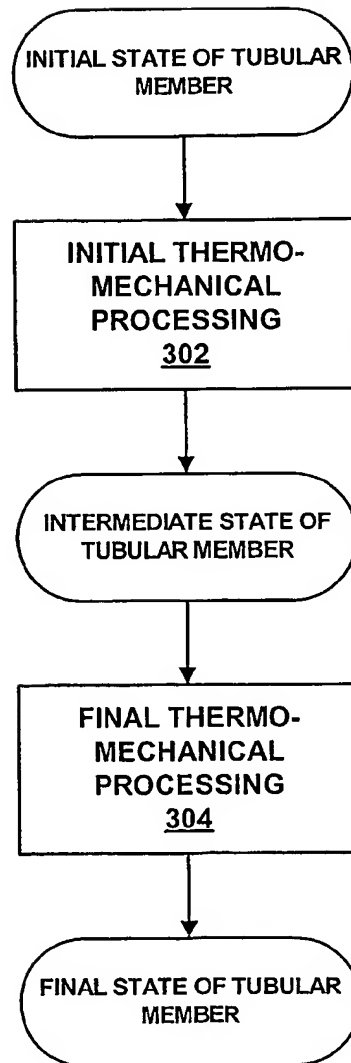 INITIAL STATE OF TUBULAR
MEMBER
INITIAL THERMO-
MECHANICAL
PROCESSING
302
INTERMEDIATE STATE OF
TUBULAR MEMBER
FINAL THERMO-
MECHANICAL
PROCESSING
304
FINAL STATE OF TUBULAR
MEMBER